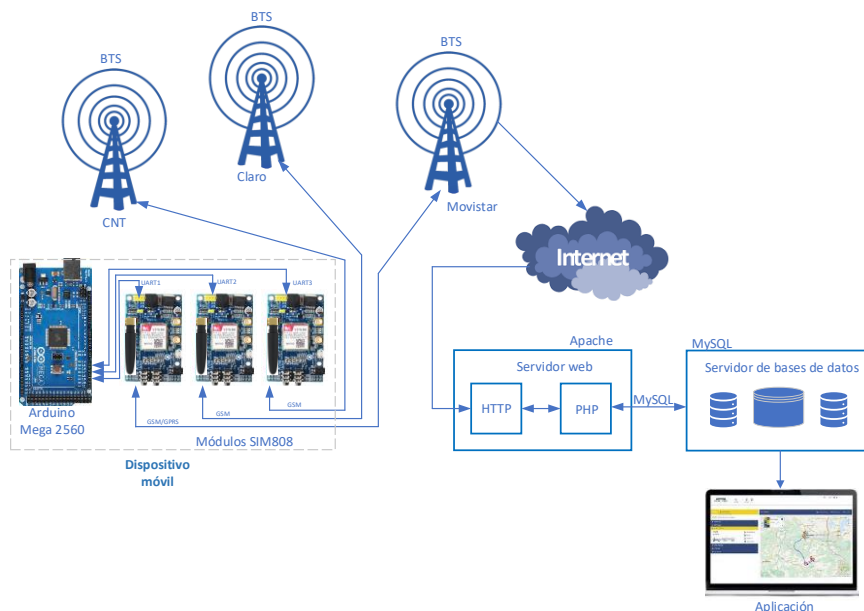 BTS
BTS
BTS
CNT
Claro
Movistar
Internet
UART1
UART2
UART3
Arduino
Mega 2560
GSM/GPRS
GSM
GSM
Módulos SIM808
Dispositivo
móvil
Apache
Servidor web
HTTP
PHP
MySQL
MySQL
Servidor de bases de datos
Aplicación